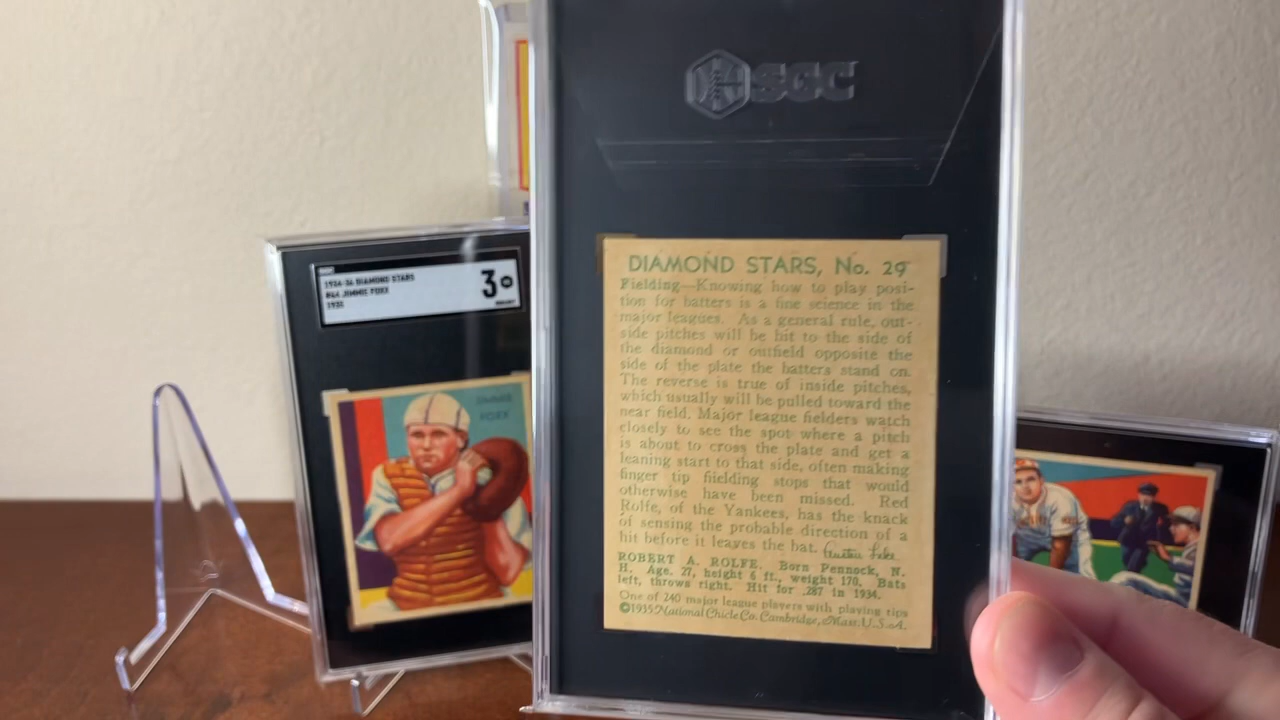 SGC
1934-36 DIAMOND STARS
#64 JIMMIE FOXX
1935
3
JIMMIE
FOXX
DIAMOND STARS, No. 29
Fielding—Knowing how to play posi-
tion for batters is a fine science in the
major leagues. As a general rule, out-
side pitches will be hit to the side of
the diamond or outfield opposite the
side of the plate the batters stand on.
The reverse is true of inside pitches,
which usually will be pulled toward the
near field. Major league fielders watch
closely to see the spot where a pitch
is about to cross the plate and get a
leaning start to that side, often making
finger tip fielding stops that would
otherwise have been missed. Red
Rolfe, of the Yankees, has the knack
of sensing the probable direction of a
hit before it leaves the bat. Austin Lake
ROBERT A. ROLFE. Born Pennock, N.
H. Age, 27, height 6 ft., weight 170. Bats
left, throws right. Hit for .287 in 1934.
One of 240 major league players with playing tips
©1935 National Chicle Co. Cambridge, Mass. U.S.A.